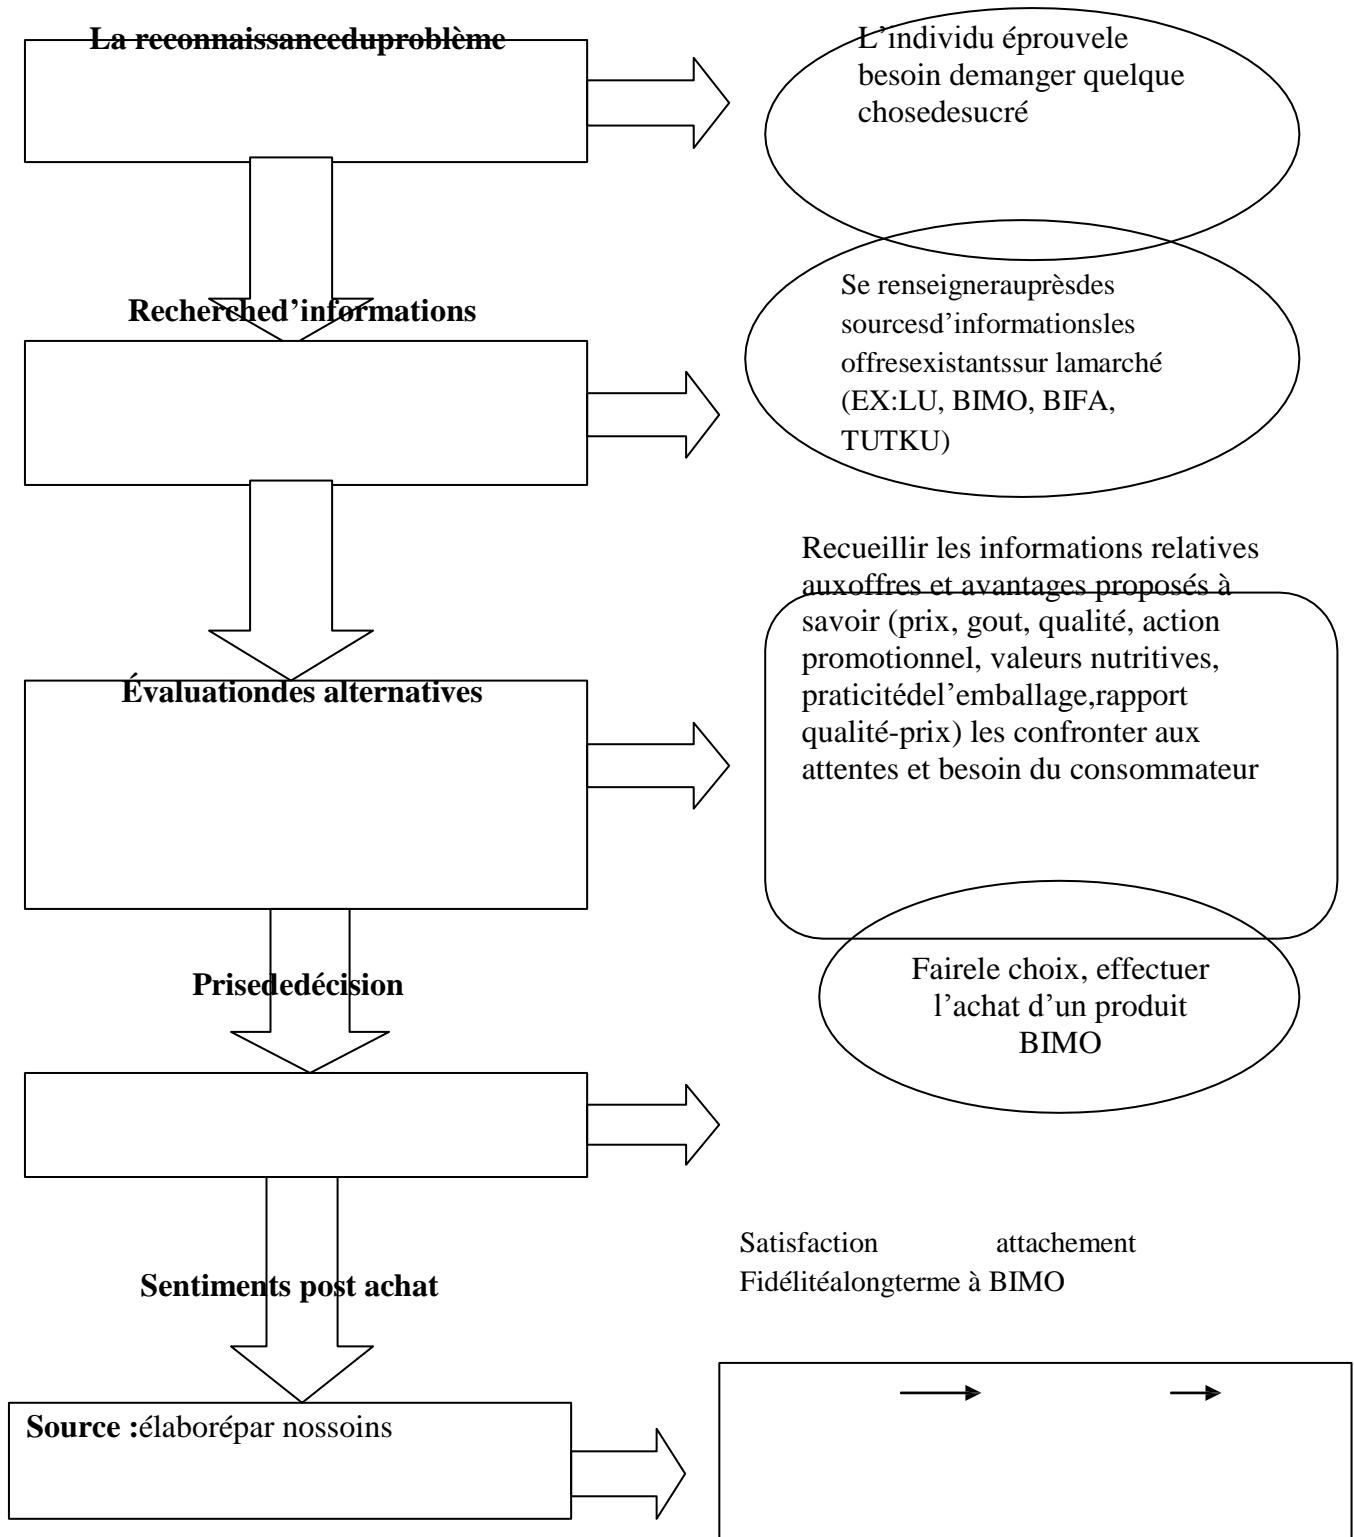 La reconnaissanceduproblème
L’individu éprouvele
besoin demanger quelque
chosedesucré
Recherched’informations
Se renseignerauprèsdes
sourcesd’informationsles
offresexistantssur lamarché
(EX:LU, BIMO, BIFA,
TUTKU)
Évaluationdes alternatives
Recueillir les informations relatives
auxoffres et avantages proposés à
savoir (prix, gout, qualité, action
promotionnel, valeurs nutritives,
praticitédel’emballage,rapport
qualité-prix) les confronter aux
attentes et besoin du consommateur
Prisededécision
Fairele choix, effectuer
l’achat d’un produit
BIMO
Sentiments post achat
Satisfaction attachement
Fidélitéalongterme à BIMO
Source :élaborépar nossoins